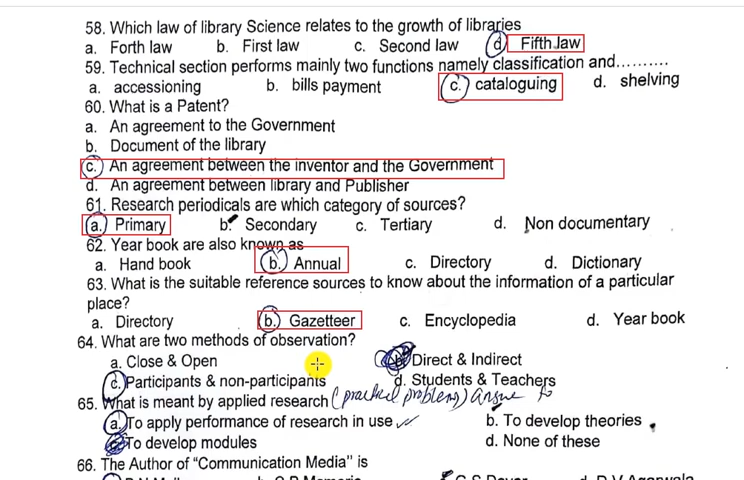 58. Which law of library Science relates to the growth of libraries
a. Forth law b. First law c. Second law d. Fifth law
59. Technical section performs mainly two functions namely classification and.........
a. accessioning b. bills payment c. cataloguing d. shelving
60. What is a Patent?
a. An agreement to the Government
b. Document of the library
c. An agreement between the inventor and the Government
d. An agreement between library and Publisher
61. Research periodicals are which category of sources?
a. Primary b. Secondary c. Tertiary d. Non documentary
62. Year book are also known as
a. Hand book b. Annual c. Directory d. Dictionary
63. What is the suitable reference sources to know about the information of a particular
place?
a. Directory b. Gazetteer c. Encyclopedia d. Year book
64. What are two methods of observation?
a. Close & Open b. Direct & Indirect
c. Participants & non-participants d. Students & Teachers
65. What is meant by applied research (practical problems) answer to
a. To apply performance of research in use b. To develop theories
c. To develop modules d. None of these
66. The Author of "Communication Media" is